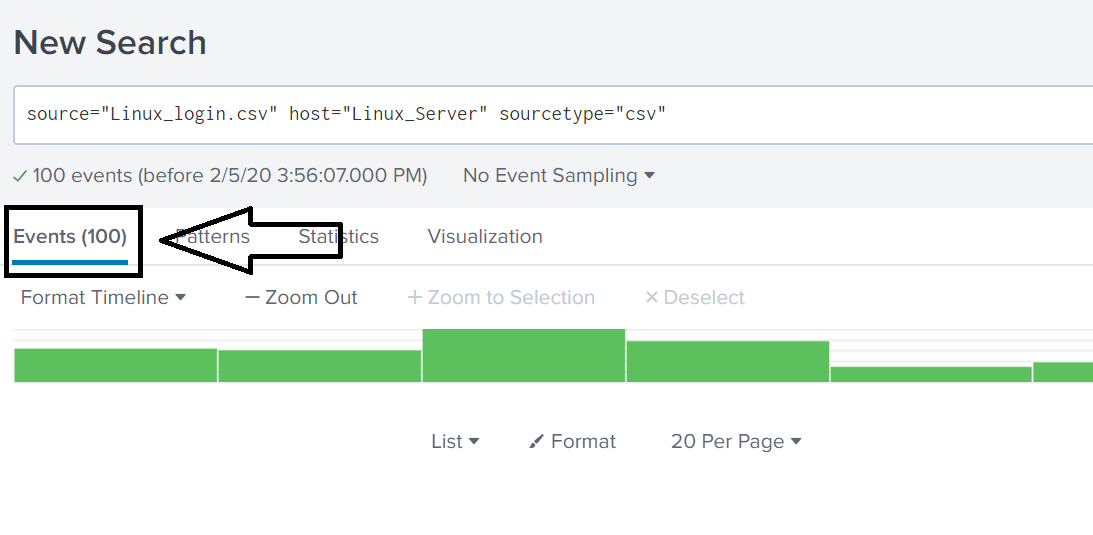 New Search
source="Linux_login.csv" host="Linux_Server" sourcetype="csv"
✓ 100 events (before 2/5/20 3:56:07.000 PM) No Event Sampling
Events (100) Patterns Statistics Visualization
Format Timeline — Zoom Out + Zoom to Selection × Deselect
List Format 20 Per Page